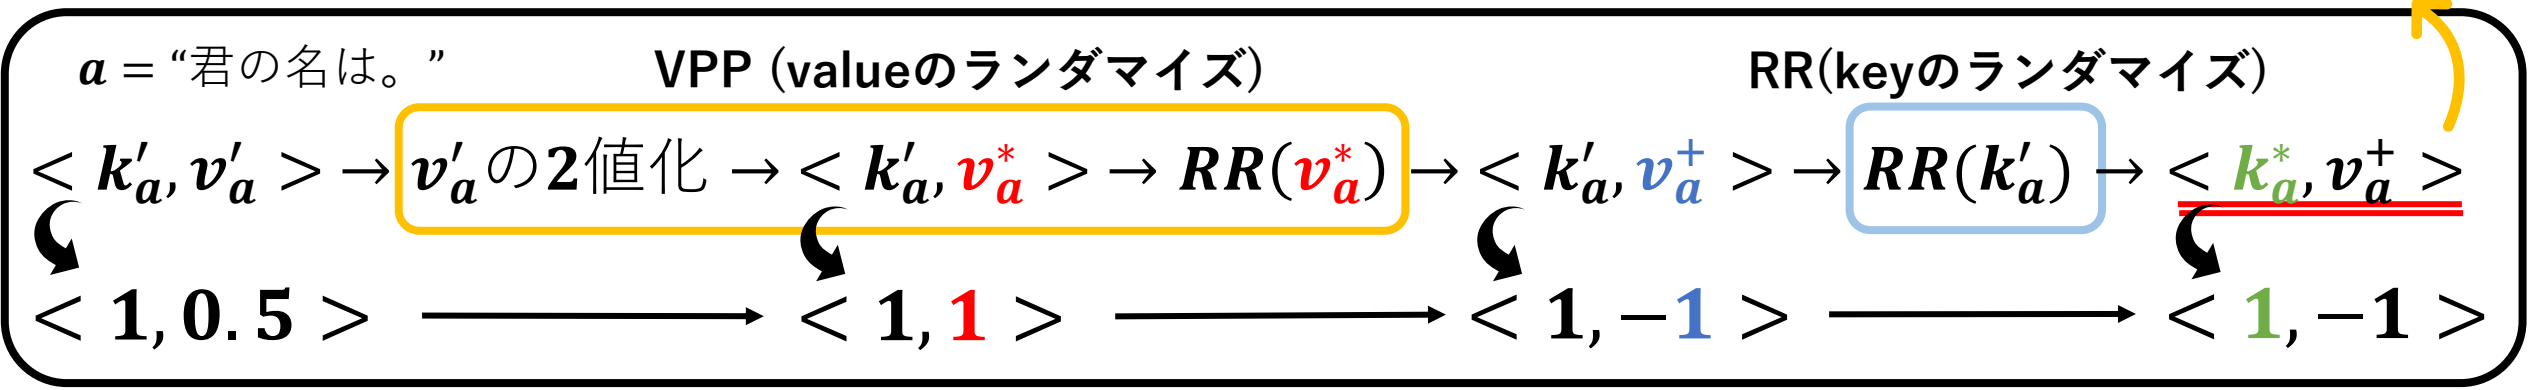 a = “君の名は。”
VPP (valueのランダマイズ)
RR(keyのランダマイズ)
< k′ₐ, v′ₐ > → v′ₐの2値化 → < k′ₐ, v*ₐ > → RR(v*ₐ) → < k′ₐ, v⁺ₐ > → RR(k′ₐ) → < k*ₐ, v⁺ₐ >
< 1, 0.5 > → < 1, 1 > → < 1, −1 > → < 1, −1 >